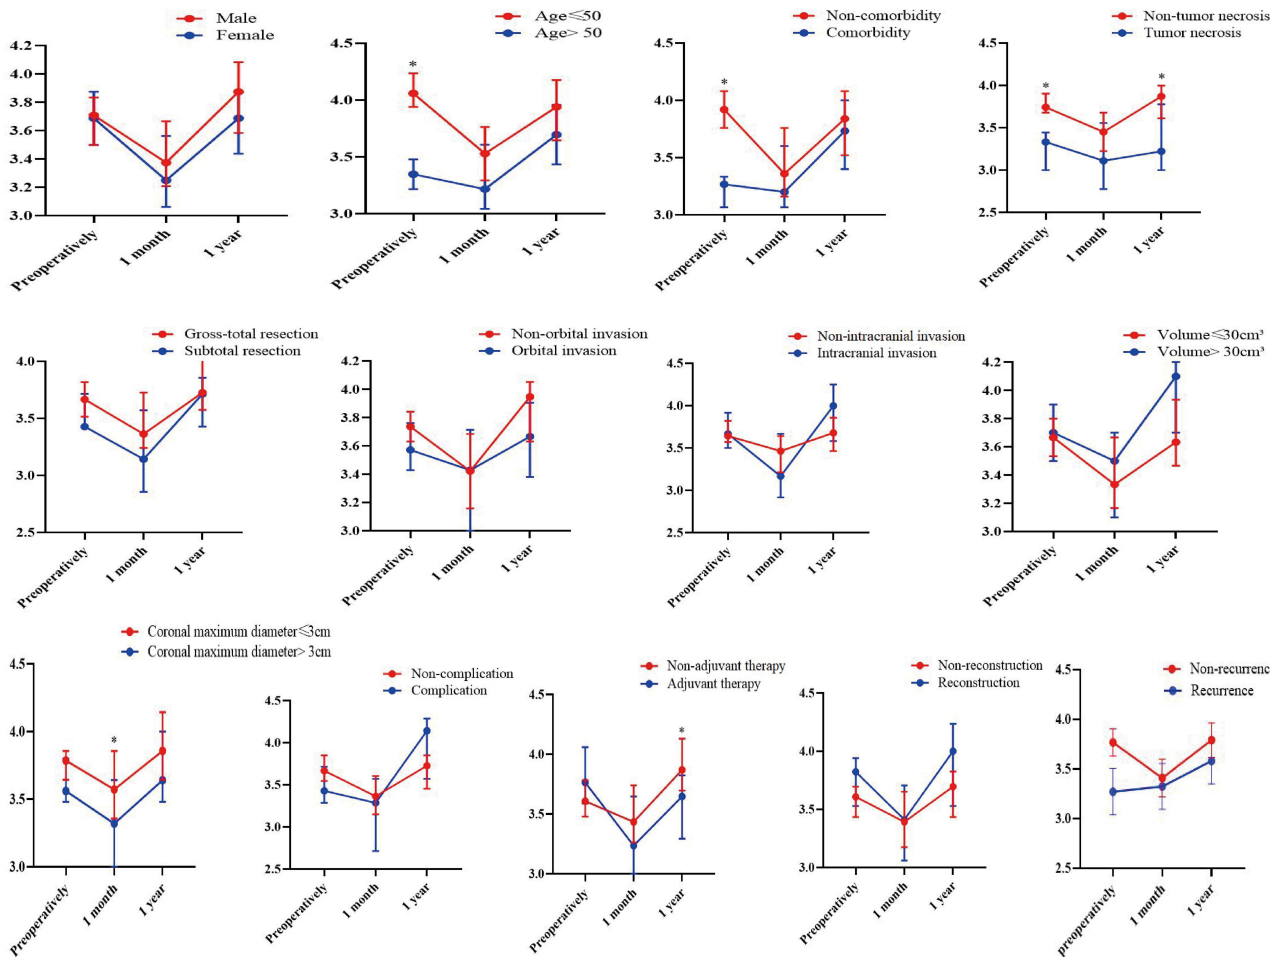 Male
Female
4.2
4.0
3.8
3.6
3.4
3.2
3.0
Preoperatively
1 month
1 year
Age≤50
Age> 50
4.5
4.0
3.5
3.0
*
Preoperatively
1 month
1 year
Non-comorbidity
Comorbidity
4.5
4.0
3.5
3.0
*
Preoperatively
1 month
1 year
Non-tumor necrosis
Tumor necrosis
4.5
4.0
3.5
3.0
2.5
*
*
Preoperatively
1 month
1 year
Gross-total resection
Subtotal resection
4.0
3.5
3.0
2.5
Preoperatively
1 month
1 year
Non-orbital invasion
Orbital invasion
4.2
4.0
3.8
3.6
3.4
3.2
3.0
Preoperatively
1 month
1 year
Non-intracranial invasion
Intracranial invasion
4.5
4.0
3.5
3.0
2.5
Preoperatively
1 month
1 year
Volume≤30cm³
Volume> 30cm³
4.2
4.0
3.8
3.6
3.4
3.2
3.0
Preoperatively
1 month
1 year
Coronal maximum diameter≤3cm
Coronal maximum diameter> 3cm
4.5
4.0
3.5
3.0
*
Preoperatively
1 month
1 year
Non-complication
Complication
4.5
4.0
3.5
3.0
2.5
Preoperatively
1 month
1 year
Non-adjuvant therapy
Adjuvant therapy
4.5
4.0
3.5
3.0
*
Preoperatively
1 month
1 year
Non-reconstruction
Reconstruction
4.5
4.0
3.5
3.0
Preoperatively
1 month
1 year
Non-recurrenc
Recurrence
4.5
4.0
3.5
3.0
2.5
preoperatively
1 month
1 year